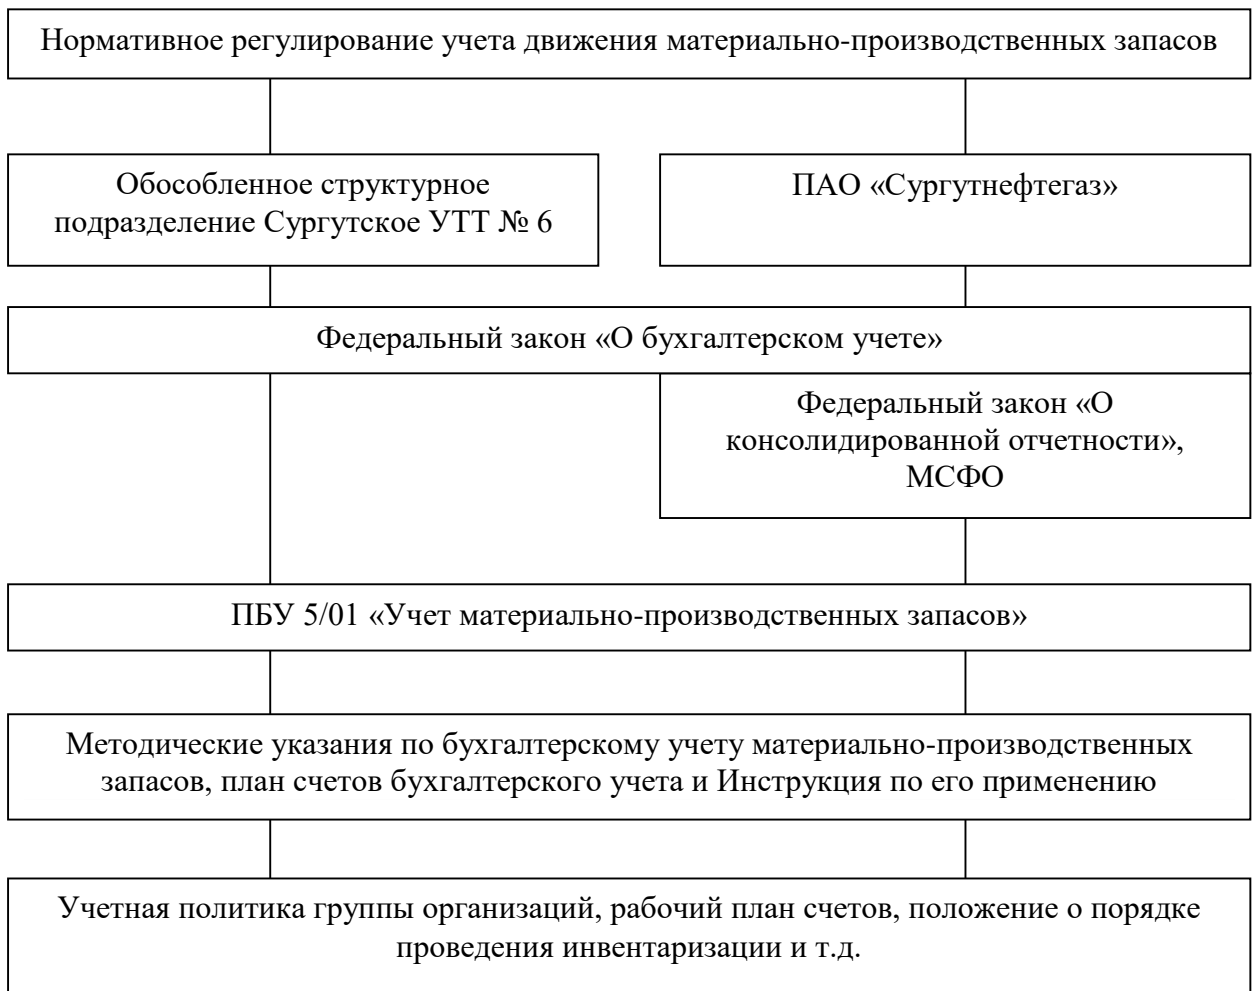 Нормативное регулирование учета движения материально-производственных запасов
Обособленное структурное
подразделение Сургутское УТТ № 6
ПАО «Сургутнефтегаз»
Федеральный закон «О бухгалтерском учете»
Федеральный закон «О
консолидированной отчетности»,
МСФО
ПБУ 5/01 «Учет материально-производственных запасов»
Методические указания по бухгалтерскому учету материально-производственных
запасов, план счетов бухгалтерского учета и Инструкция по его применению
Учетная политика группы организаций, рабочий план счетов, положение о порядке
проведения инвентаризации и т.д.